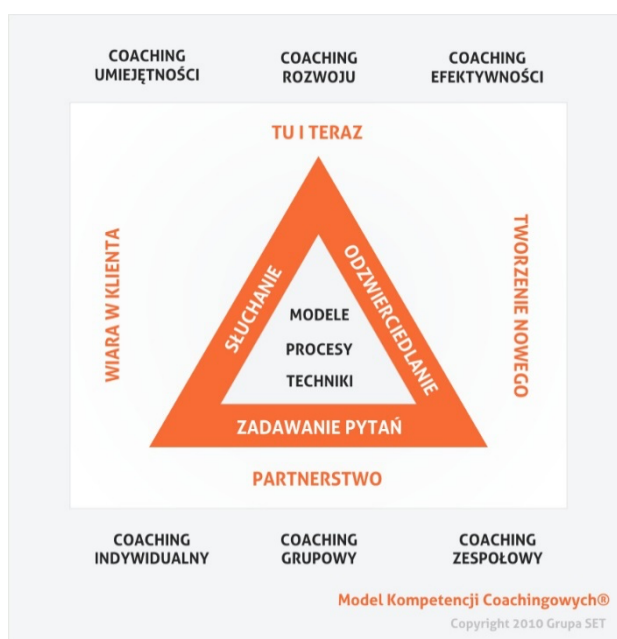 COACHING
UMIEJĘTNOŚCI
COACHING
ROZWOJU
COACHING
EFEKTYWNOŚCI
TU I TERAZ
WIARA W KLIENTA
TWORZENIE NOWEGO
SŁUCHANIE
ODZWIERCIEDLANIE
MODELE
PROCESY
TECHNIKI
ZADAWANIE PYTAŃ
PARTNERSTWO
COACHING
INDYWIDUALNY
COACHING
GRUPOWY
COACHING
ZESPOŁOWY
Model Kompetencji Coachingowych®
Copyright 2010 Grupa SET